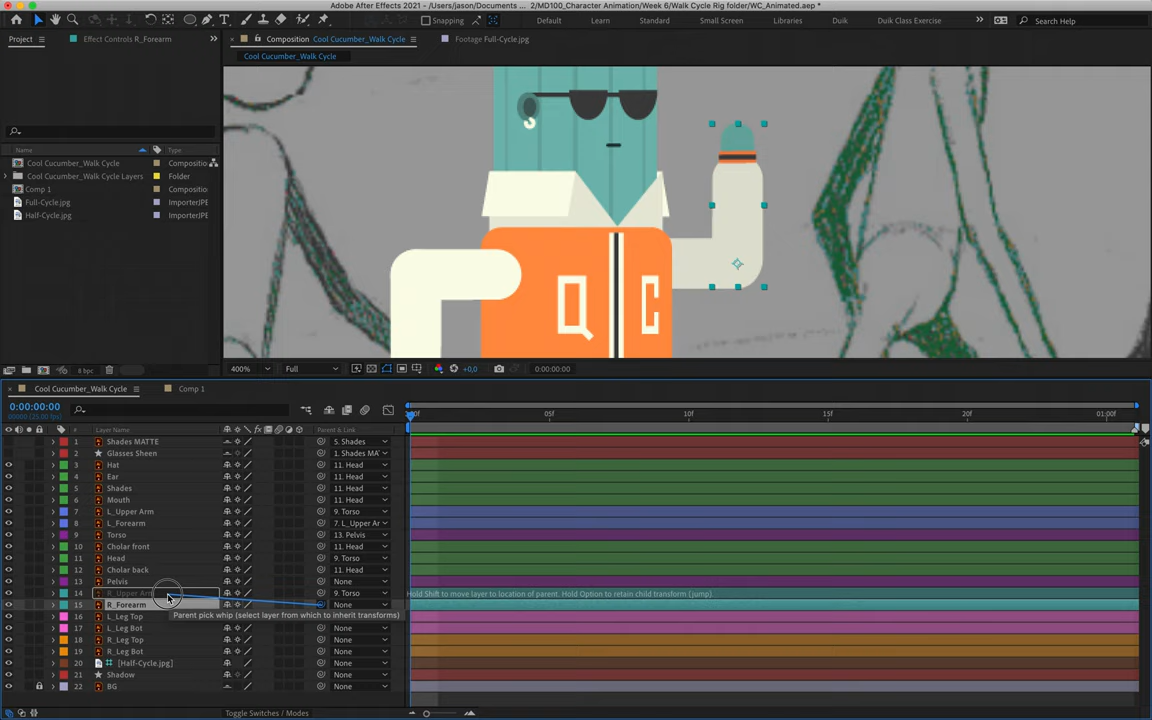 Adobe After Effects 2021 - /Users/jason/Documents ... 2/MD100_Character Animation/Week 6/Walk Cycle Rig folder/WC_Animated.aep *
Snapping
Default Learn Standard Small Screen Libraries Duik Duik Class Exercise » Search Help
Project Effect Controls R_Forearm
Composition Cool Cucumber_Walk Cycle Footage Full-Cycle.jpg
Cool Cucumber_Walk Cycle
Name Type
Cool Cucumber_Walk Cycle Compositio
Cool Cucumber_Walk Cycle Layers Folder
Comp 1 Compositio
Full-Cycle.jpg ImporterJPE
Half-Cycle.jpg ImporterJPE
Q C
8 bpc
400% Full +0,0 0:00:00:00
Cool Cucumber_Walk Cycle Comp 1
0:00:00:00
00000 (25.00 fps)
05f 10f 15f 20f 01:00f
# Layer Name fx Parent & Link
1 Shades MATTE 5. Shades
2 Glasses Sheen 1. Shades MA
3 Hat 11. Head
4 Ear 11. Head
5 Shades 11. Head
6 Mouth 11. Head
7 L_Upper Arm 9. Torso
8 L_Forearm 7. L_Upper Ar
9 Torso 13. Pelvis
10 Cholar front 11. Head
11 Head 9. Torso
12 Cholar back 11. Head
13 Pelvis None
14 R_Upper Arm 9. Torso Hold Shift to move layer to location of parent. Hold Option to retain child transform (jump).
15 R_Forearm None
Parent pick whip (select layer from which to inherit transforms)
16 L_Leg Top
17 L_Leg Bot None
18 R_Leg Top None
19 R_Leg Bot None
20 [Half-Cycle.jpg] None
21 Shadow None
22 BG None
Toggle Switches / Modes